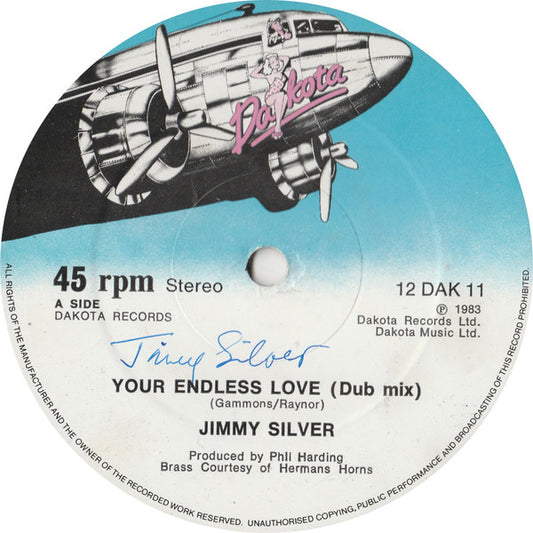 Dakota
45 rpm Stereo
A SIDE
DAKOTA RECORDS
12 DAK 11
℗ 1983
Dakota Records Ltd.
Dakota Music Ltd.
Jimmy Silver
YOUR ENDLESS LOVE (Dub mix)
(Gammons/Raynor)
JIMMY SILVER
Produced by Phil Harding
Brass Courtesy of Hermans Horns
ALL RIGHTS OF THE MANUFACTURER AND THE OWNER OF THE RECORDED WORK RESERVED. UNAUTHORISED COPYING, PUBLIC PERFORMANCE AND BROADCASTING OF THIS RECORD PROHIBITED.